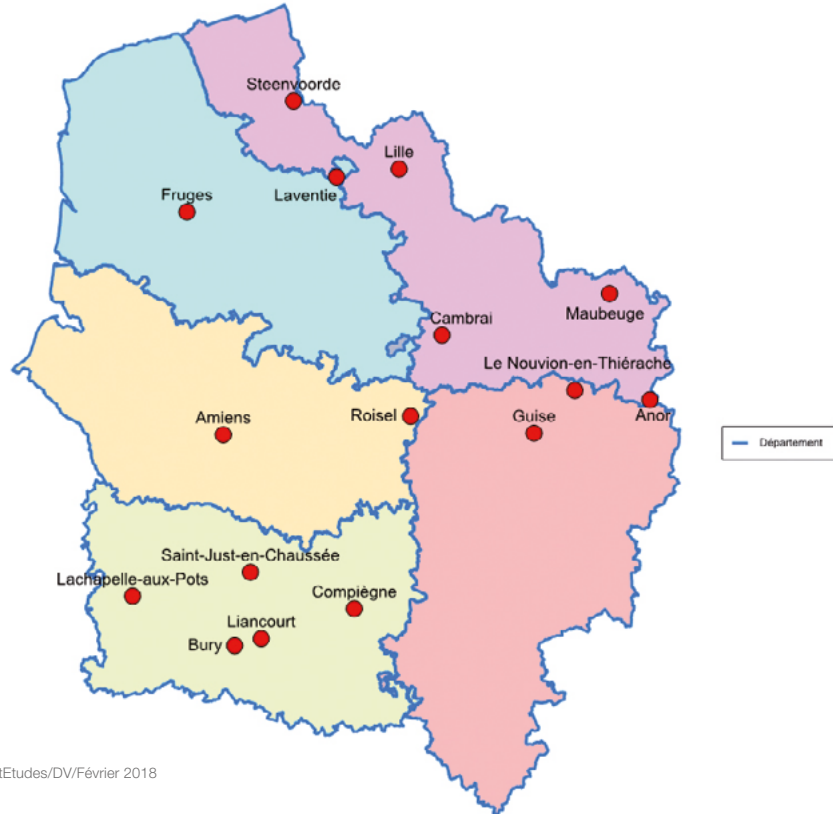 Steenvoorde
Lille
Fruges
Laventie
Maubeuge
Cambrai
Le Nouvion-en-Thiérache
Amiens
Roisel
Guise
Anor
Département
Saint-Just-en-Chaussée
Lachapelle-aux-Pots
Compiègne
Liancourt
Bury
tEtudes/DV/Février 2018